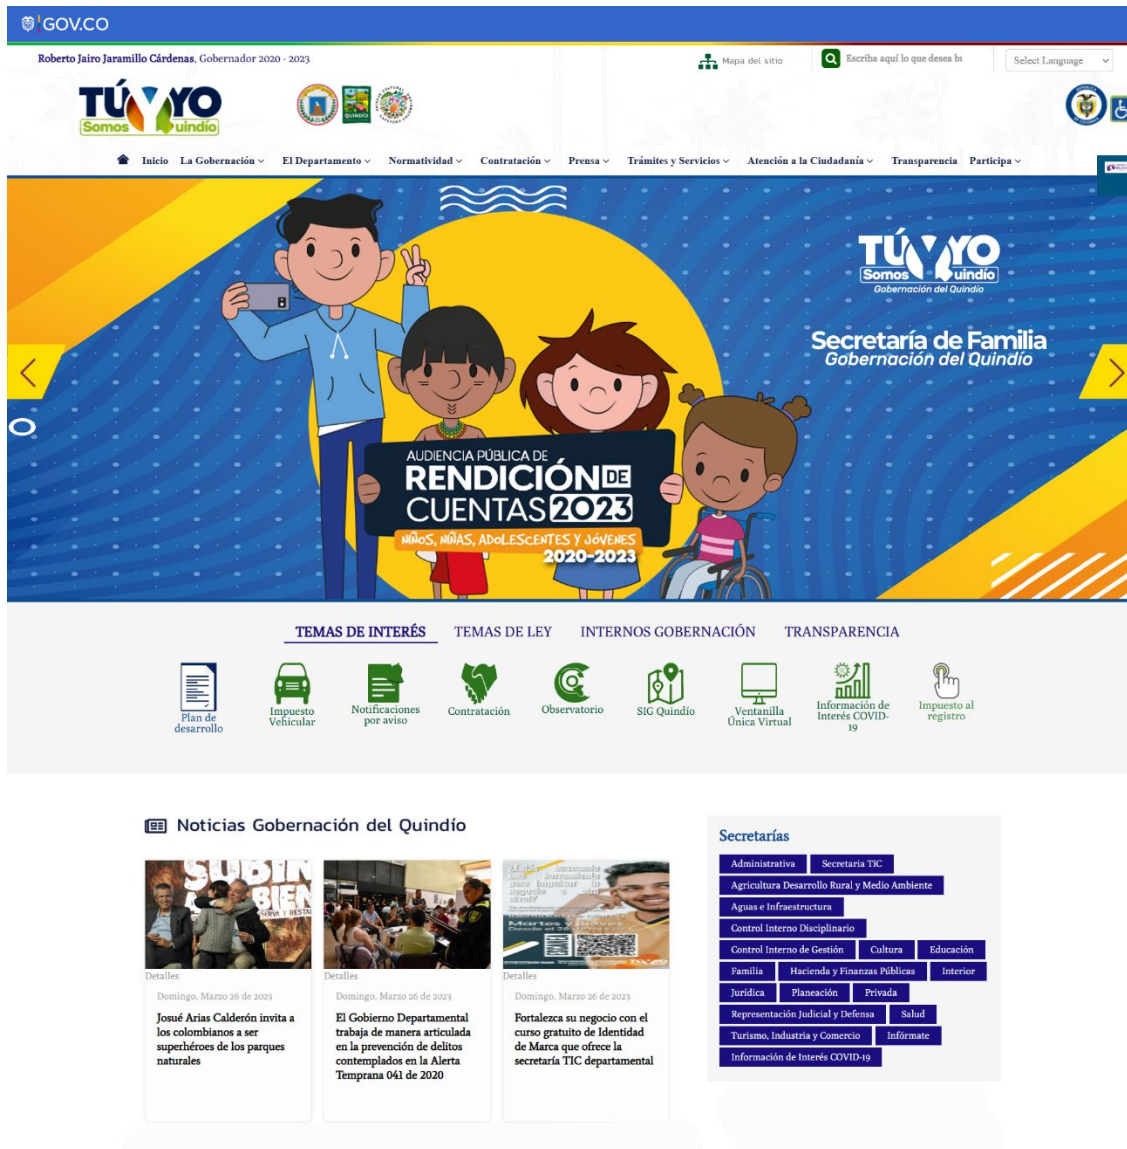 GOV.CO
Roberto Jairo Jaramillo Cárdenas, Gobernador 2020 - 2023
Mapa del sitio
Escriba aquí lo que desea bu
Select Language
TÚ YO
Somos Quindío
QUINDÍO
Inicio La Gobernación El Departamento Normatividad Contratación Prensa Trámites y Servicios Atención a la Ciudadanía Transparencia Participa
TÚ YO
Somos Quindío
Gobernación del Quindío
Secretaría de Familia
Gobernación del Quindío
AUDIENCIA PÚBLICA DE
RENDICIÓN DE
CUENTAS 2023
NIÑOS, NIÑAS, ADOLESCENTES Y JÓVENES
2020-2023
TEMAS DE INTERÉS TEMAS DE LEY INTERNOS GOBERNACIÓN TRANSPARENCIA
Plan de
desarrollo
Impuesto
Vehicular
Notificaciones
por aviso
Contratación
Observatorio
SIG Quindío
Ventanilla
Única Virtual
Información de
Interés COVID-
19
Impuesto al
registro
Noticias Gobernación del Quindío
Detalles
Domingo, Marzo 26 de 2023
Josué Arias Calderón invita a
los colombianos a ser
superhéroes de los parques
naturales
Detalles
Domingo, Marzo 26 de 2023
El Gobierno Departamental
trabaja de manera articulada
en la prevención de delitos
contemplados en la Alerta
Temprana 041 de 2020
Martes y Jueves
Detalles
Domingo, Marzo 26 de 2023
Fortalezca su negocio con el
curso gratuito de Identidad
de Marca que ofrece la
secretaría TIC departamental
Secretarías
Administrativa Secretaria TIC
Agricultura Desarrollo Rural y Medio Ambiente
Aguas e Infraestructura
Control Interno Disciplinario
Control Interno de Gestión Cultura Educación
Familia Hacienda y Finanzas Públicas Interior
Jurídica Planeación Privada
Representación Judicial y Defensa Salud
Turismo, Industria y Comercio Infórmate
Información de Interés COVID-19